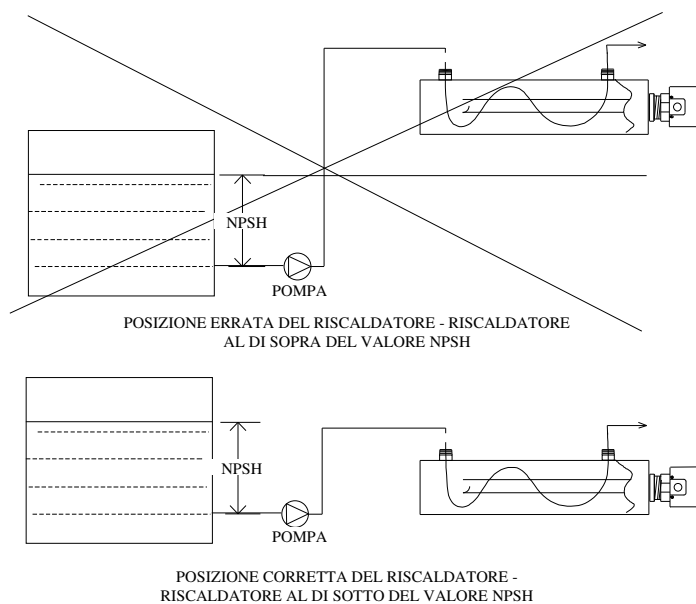 NPSH
POMPA
POSIZIONE ERRATA DEL RISCALDATORE - RISCALDATORE
AL DI SOPRA DEL VALORE NPSH
NPSH
POMPA
POSIZIONE CORRETTA DEL RISCALDATORE -
RISCALDATORE AL DI SOTTO DEL VALORE NPSH